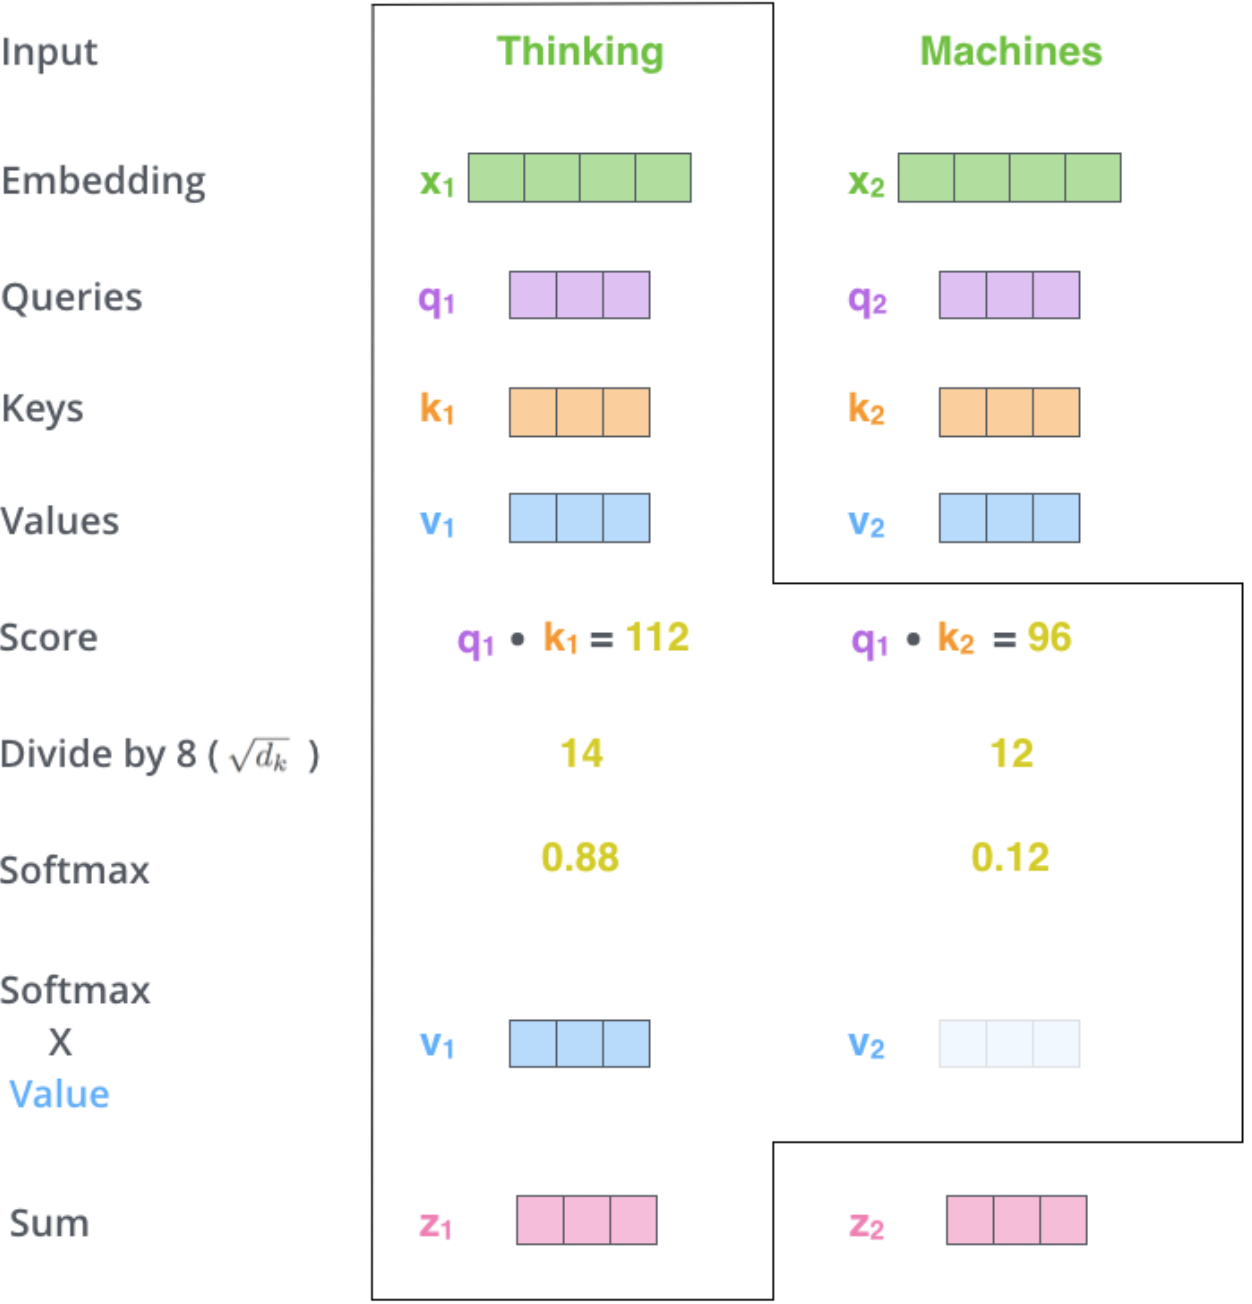 Input Thinking Machines
Embedding x₁ x₂
Queries q₁ q₂
Keys k₁ k₂
Values v₁ v₂
Score q₁ • k₁ = 112 q₁ • k₂ = 96
Divide by 8 ( √dₖ ) 14 12
Softmax 0.88 0.12
Softmax
X v₁ v₂
Value
Sum z₁ z₂